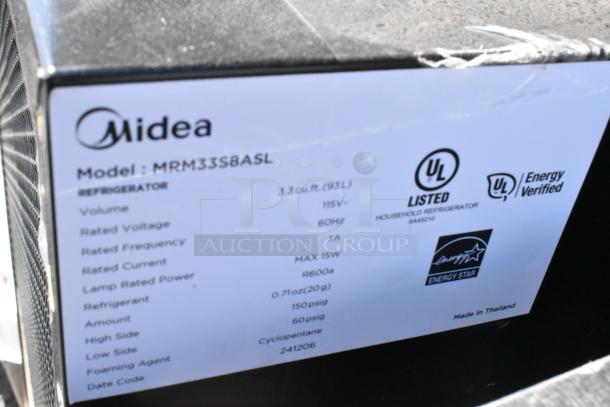 Midea
Model : MRM33S8ASL
REFRIGERATOR
Volume 3.3 cu.ft.(93L)
Rated Voltage 115V~
Rated Frequency 60Hz
Rated Current 1A
Lamp Rated Power MAX 15W
Refrigerant R600a
Amount 0.71oz(20g)
High Side 150psig
Low Side 60psig
Foaming Agent Cyclopentane
Date Code 241206
UL
LISTED
HOUSEHOLD REFRIGERATOR
SA43210
UL Energy
Verified
energy
ENERGY STAR
Made in Thailand
PCI
AUCTION GROUP